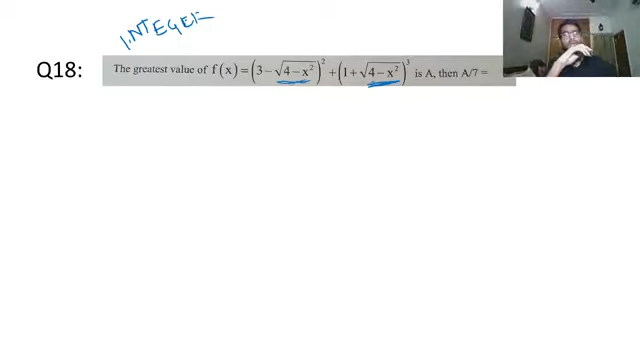 INTEGER
Q18:
The greatest value of f(x) = (3 − √4 − x²)² + (1 + √4 − x²)³ is A, then A/7 =